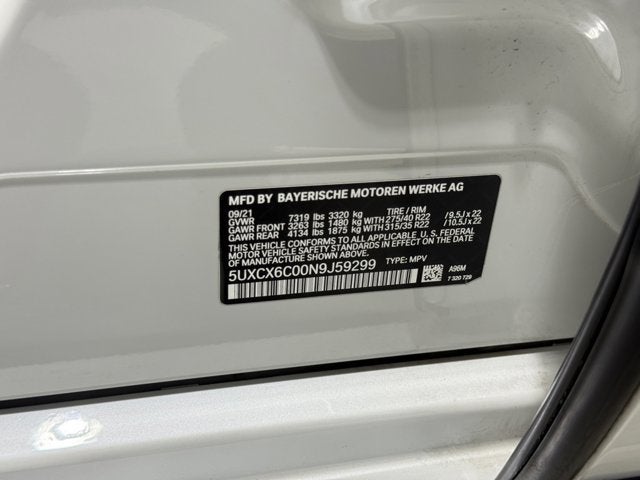 MFD BY BAYERISCHE MOTOREN WERKE AG
09/21 TIRE / RIM
GVWR 7319 lbs 3320 kg
GAWR FRONT 3263 lbs 1480 kg WITH 275/40 R22 / 9.5J x 22
GAWR REAR 4134 lbs 1875 kg WITH 315/35 R22 / 10.5J x 22
THIS VEHICLE CONFORMS TO ALL APPLICABLE U.S. FEDERAL
MOTOR VEHICLE SAFETY STANDARDS IN EFFECT ON THE DATE OF
MANUFACTURE SHOWN ABOVE.
5UXCX6C00N9J59299 TYPE: MPV
A96M
7 320 729